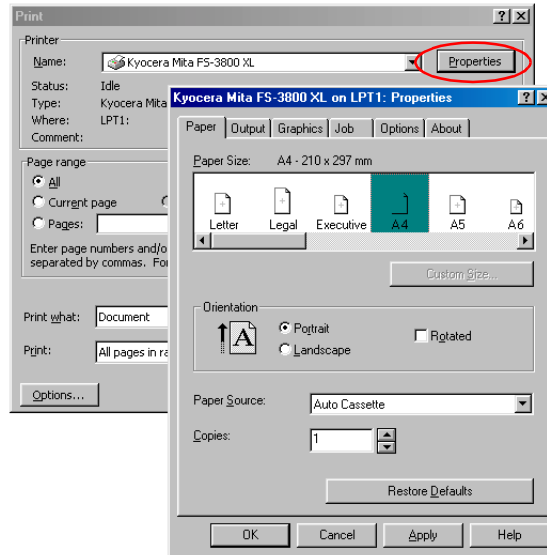 Print
Printer
Name: Kyocera Mita FS-3800 XL Properties
Status: Idle
Type: Kyocera Mita
Where: LPT1:
Comment:
Page range
All
Current page
Pages:
Enter page numbers and/o
separated by commas. For
Print what: Document
Print: All pages in ra
Options...
Kyocera Mita FS-3800 XL on LPT1: Properties
Paper Output Graphics Job Options About
Paper Size: A4 - 210 x 297 mm
Letter Legal Executive A4 A5 A6
Custom Size...
Orientation
A
Portrait
Landscape
Rotated
Paper Source: Auto Cassette
Copies: 1
Restore Defaults
OK Cancel Apply Help